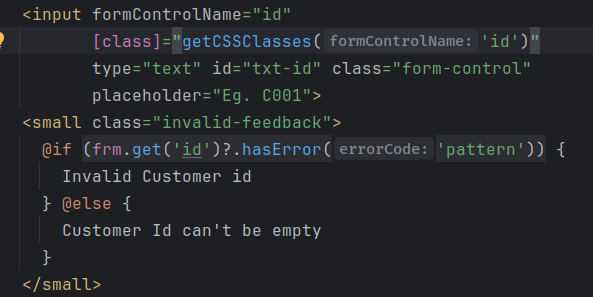 <input formControlName="id"
[class]="getCSSClasses( formControlName: 'id')"
type="text" id="txt-id" class="form-control"
placeholder="Eg. C001">
<small class="invalid-feedback">
@if (frm.get('id')?.hasError( errorCode: 'pattern')) {
Invalid Customer id
} @else {
Customer Id can't be empty
}
</small>